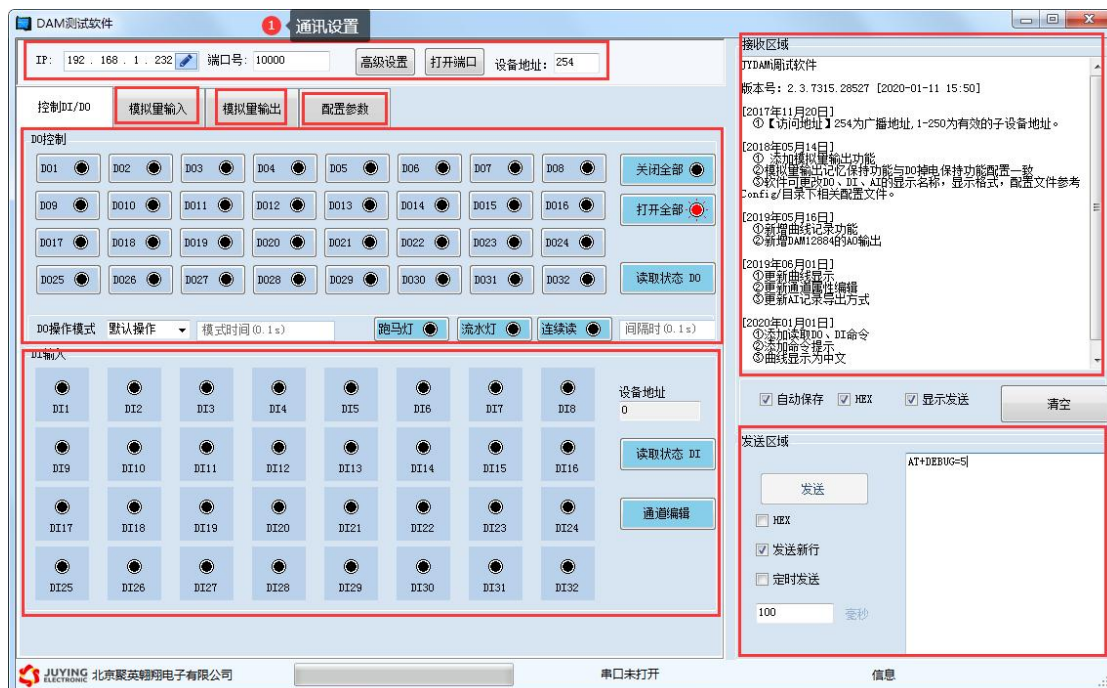 DAM测试软件
1 通讯设置
IP: 192 . 168 . 1 . 232 端口号: 10000 高级设置 打开端口 设备地址: 254
控制DI/DO 模拟量输入 模拟量输出 配置参数
DO控制
DO1 DO2 DO3 DO4 DO5 DO6 DO7 DO8 关闭全部
DO9 DO10 DO11 DO12 DO13 DO14 DO15 DO16 打开全部
DO17 DO18 DO19 DO20 DO21 DO22 DO23 DO24
DO25 DO26 DO27 DO28 DO29 DO30 DO31 DO32 读取状态 DO
DO操作模式 默认操作 模式时间(0.1s) 跑马灯 流水灯 连续读 间隔时(0.1s)
DI输入
DI1 DI2 DI3 DI4 DI5 DI6 DI7 DI8
设备地址
0
DI9 DI10 DI11 DI12 DI13 DI14 DI15 DI16
读取状态 DI
DI17 DI18 DI19 DI20 DI21 DI22 DI23 DI24
通道编辑
DI25 DI26 DI27 DI28 DI29 DI30 DI31 DI32
接收区域
JYDAM调试软件
版本号: 2.3.7315.28527 [2020-01-11 15:50]
[2017年11月20日]
①【访问地址】254为广播地址,1-250为有效的子设备地址。
[2018年05月14日]
① 添加模拟量输出功能
②模拟量输出记忆保持功能与DO掉电保持功能配置一致
③软件可更改DO、DI、AI的显示名称，显示格式，配置文件参考
Config/目录下相关配置文件。
[2019年05月16日]
①新增曲线记录功能
②新增DAM12884的AO输出
[2019年06月01日]
①更新曲线显示
②更新通道属性编辑
③更新AI记录导出方式
[2020年01月01日]
①添加读取DO、DI命令
②添加命令提示
③曲线显示为中文
自动保存 HEX 显示发送 清空
发送区域
AT+DEBUG=5
发送
HEX
发送新行
定时发送
100 毫秒
JUYING ELECTRONIC 北京聚英翱翔电子有限公司 串口未打开 信息